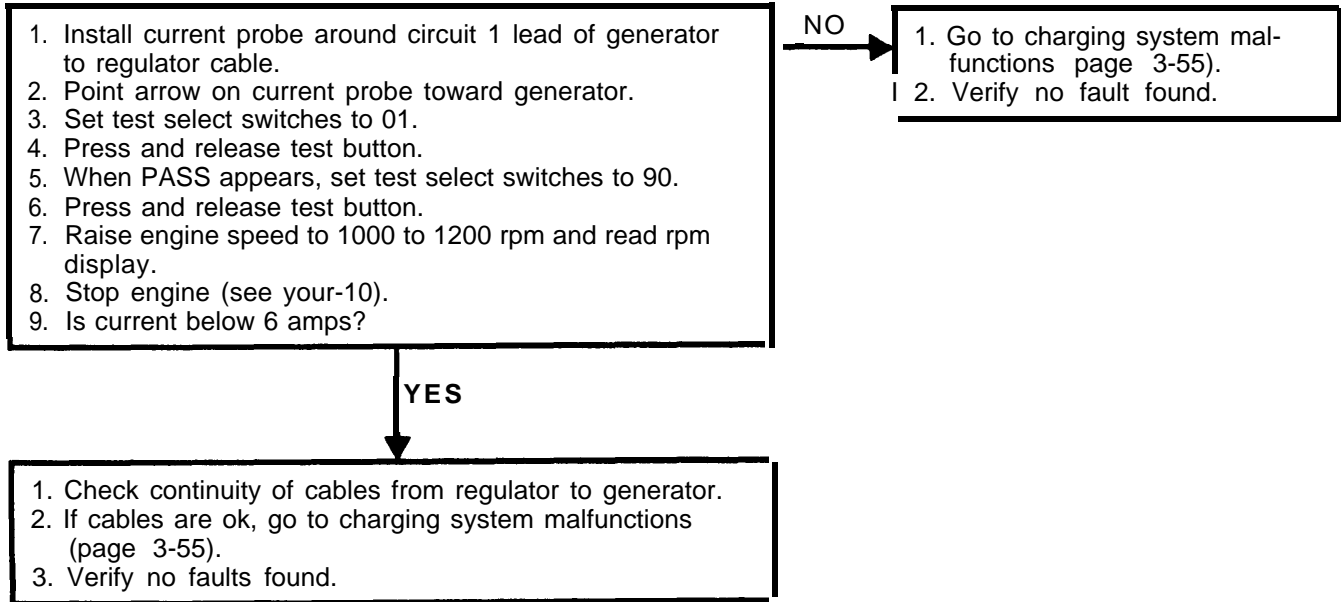 1. Install current probe around circuit 1 lead of generator
to regulator cable.
2. Point arrow on current probe toward generator.
3. Set test select switches to 01.
4. Press and release test button.
5. When PASS appears, set test select switches to 90.
6. Press and release test button.
7. Raise engine speed to 1000 to 1200 rpm and read rpm
display.
8. Stop engine (see your-10).
9. Is current below 6 amps?
NO
1. Go to charging system mal-
functions page 3-55).
2. Verify no fault found.
YES
1. Check continuity of cables from regulator to generator.
2. If cables are ok, go to charging system malfunctions
(page 3-55).
3. Verify no faults found.